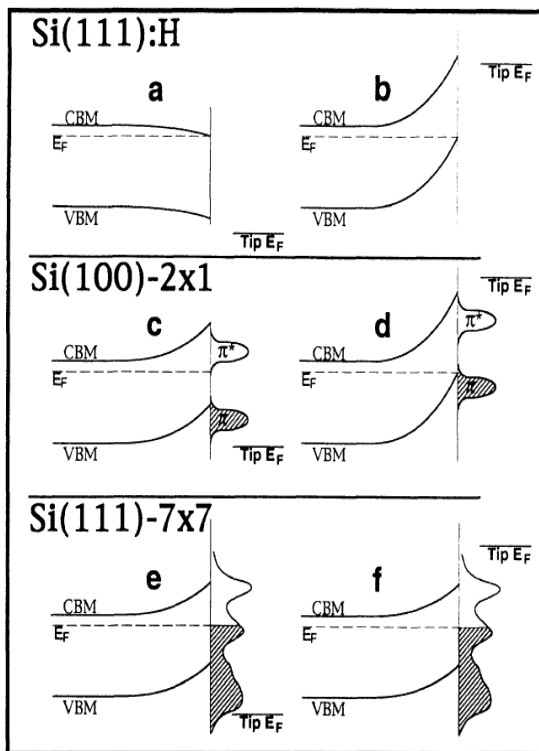 Si(111):H
a
b
Tip E_F
CBM
CBM
E_F
E_F
VBM
VBM
Tip E_F
Si(100)-2x1
Tip E_F
c
d
π*
π*
CBM
CBM
E_F
E_F
π
π
VBM
Tip E_F
VBM
Si(111)-7x7
e
f
Tip E_F
CBM
CBM
E_F
E_F
VBM
Tip E_F
VBM